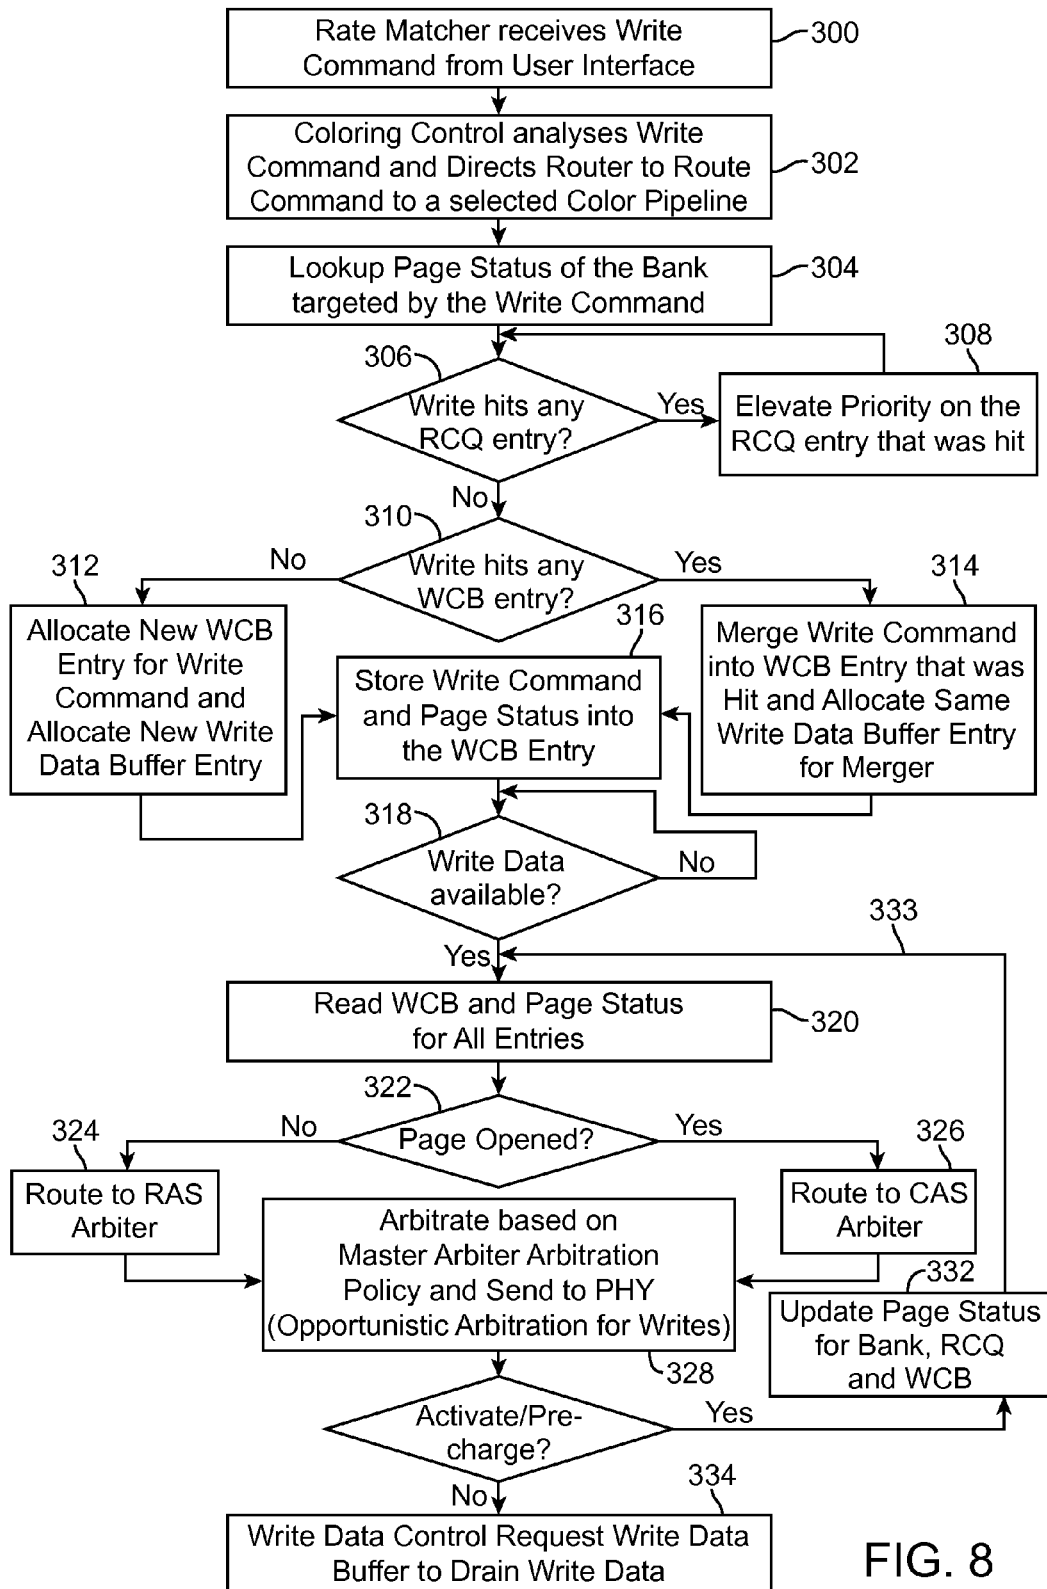 Rate Matcher receives Write
Command from User Interface
300
Coloring Control analyses Write
Command and Directs Router to Route
Command to a selected Color Pipeline
302
Lookup Page Status of the Bank
targeted by the Write Command
304
306
Write hits any
RCQ entry?
Yes
308
Elevate Priority on the
RCQ entry that was hit
No
310
Write hits any
WCB entry?
No
Yes
312
Allocate New WCB
Entry for Write
Command and
Allocate New Write
Data Buffer Entry
314
Merge Write Command
into WCB Entry that was
Hit and Allocate Same
Write Data Buffer Entry
for Merger
316
Store Write Command
and Page Status into
the WCB Entry
318
Write Data
available?
No
Yes
333
Read WCB and Page Status
for All Entries
320
322
Page Opened?
No
Yes
324
Route to RAS
Arbiter
326
Route to CAS
Arbiter
Arbitrate based on
Master Arbiter Arbitration
Policy and Send to PHY
(Opportunistic Arbitration for Writes)
328
332
Update Page Status
for Bank, RCQ
and WCB
Activate/Pre-
charge?
Yes
No
334
Write Data Control Request Write Data
Buffer to Drain Write Data
FIG. 8